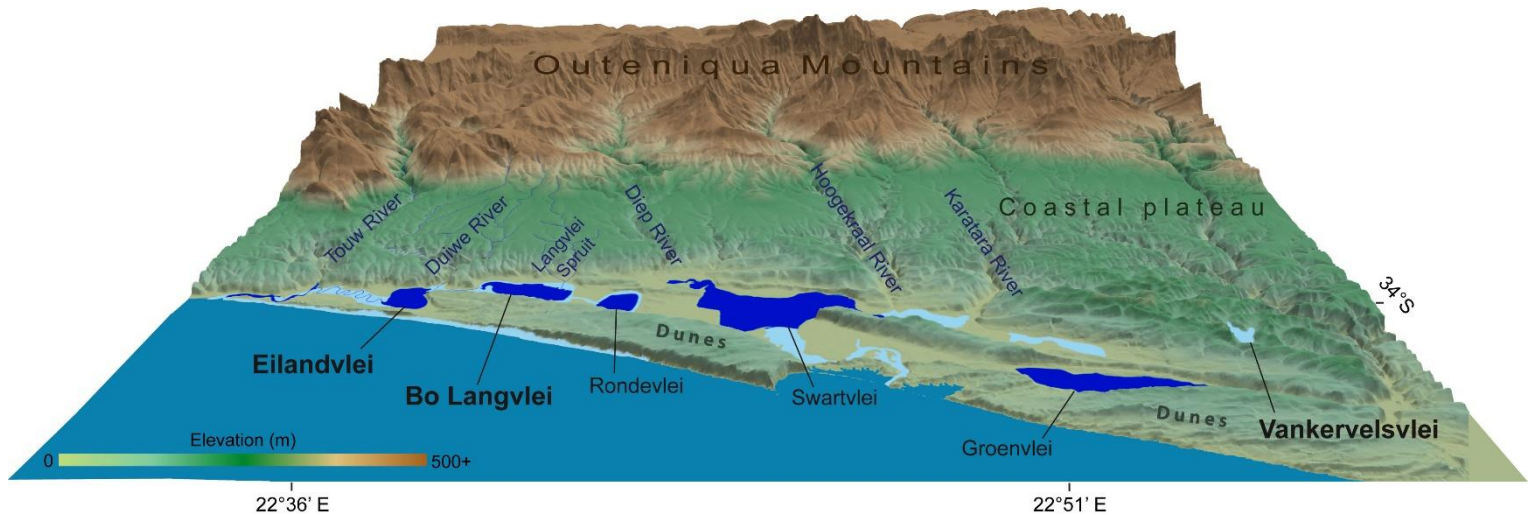 Outeniqua Mountains
Touw River
Duiwe River
Langvlei
Spruit
Diep River
Hoogekraal River
Karatara River
Coastal plateau
34°S
Eilandvlei
Bo Langvlei
Rondevlei
Dunes
Swartvlei
Groenvlei
Dunes
Vankervelsvlei
Elevation (m)
0
500+
22°36’ E
22°51’ E